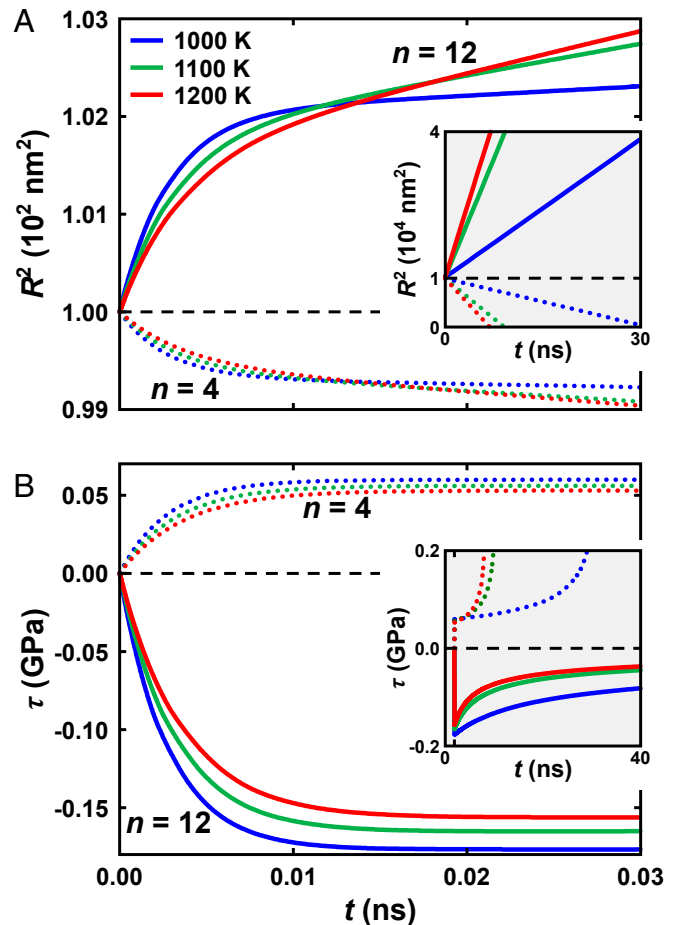 A
1.03
1000 K
1100 K
1200 K
n = 12
1.02
1.01
1.00
0.99
R² (10² nm²)
n = 4
4
1
0
R² (10⁴ nm²)
0
30
t (ns)
B
0.05
0.00
-0.05
-0.10
-0.15
τ (GPa)
n = 4
n = 12
0.2
0.0
-0.2
τ (GPa)
0
40
t (ns)
0.00
0.01
0.02
0.03
t (ns)